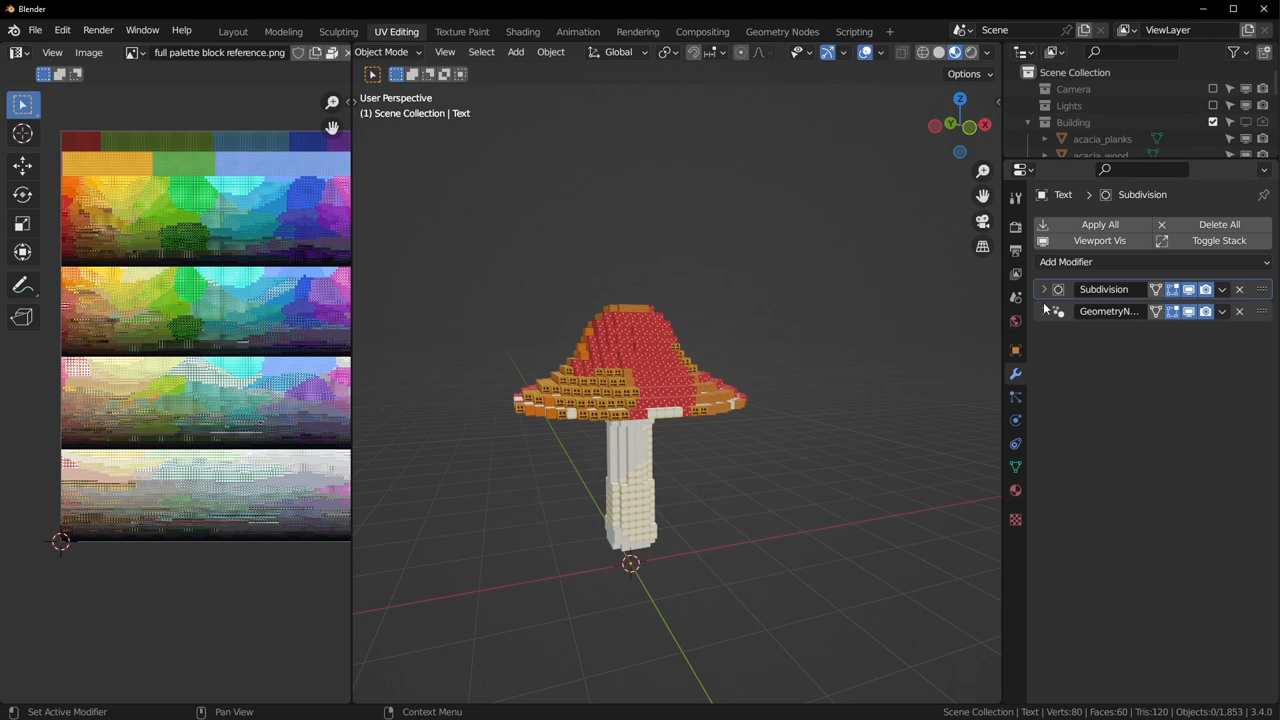 Blender
File Edit Render Window Help Layout Modeling Sculpting UV Editing Texture Paint Shading Animation Rendering Compositing Geometry Nodes Scripting + Scene ViewLayer
View Image full palette block reference.png Object Mode View Select Add Object Global
Options
User Perspective
(1) Scene Collection | Text
Z
Y
X
Scene Collection
Camera
Lights
Building
acacia_planks
acacia_wood
Text > Subdivision
Apply All Delete All
Viewport Vis Toggle Stack
Add Modifier
Subdivision
GeometryN...
Set Active Modifier Pan View Context Menu Scene Collection | Text | Verts:80 | Faces:60 | Tris:120 | Objects:0/1,853 | 3.4.0